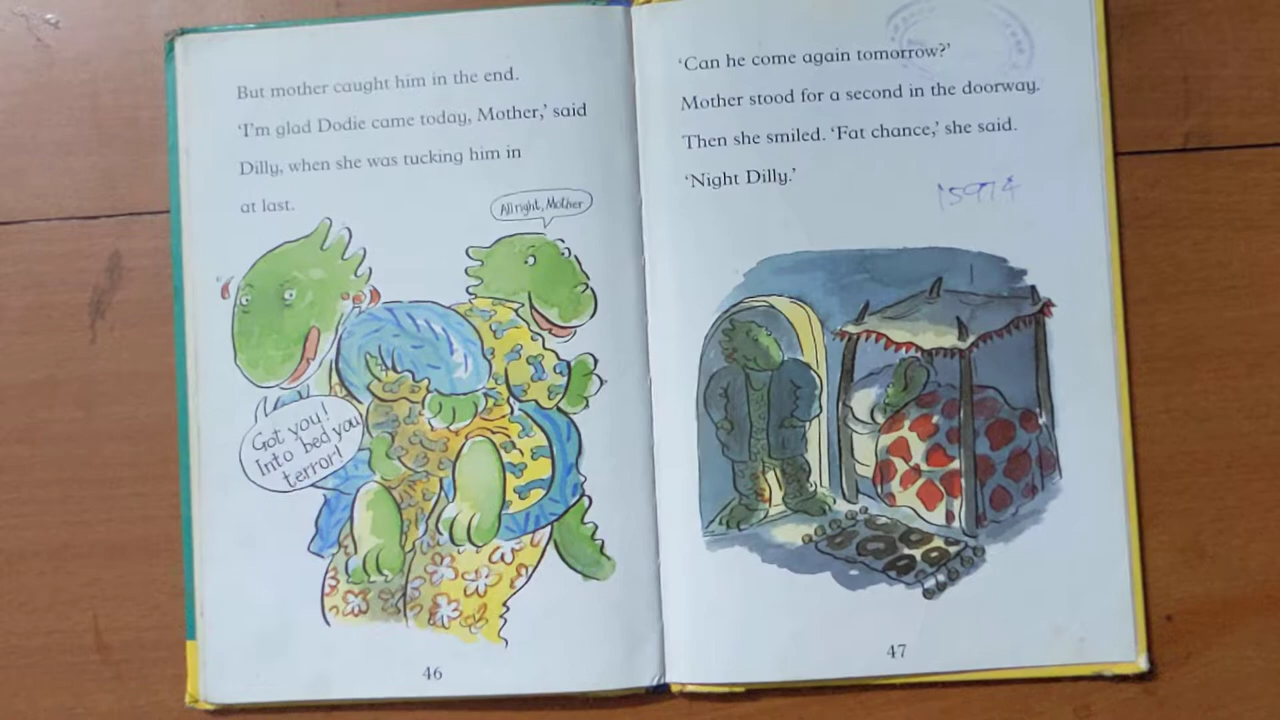 But mother caught him in the end.
'I'm glad Dodie came today, Mother,' said
Dilly, when she was tucking him in
at last.
All right, Mother
Got you!
Into bed you
terror!
46
'Can he come again tomorrow?'
Mother stood for a second in the doorway.
Then she smiled. 'Fat chance,' she said.
'Night Dilly.'
47